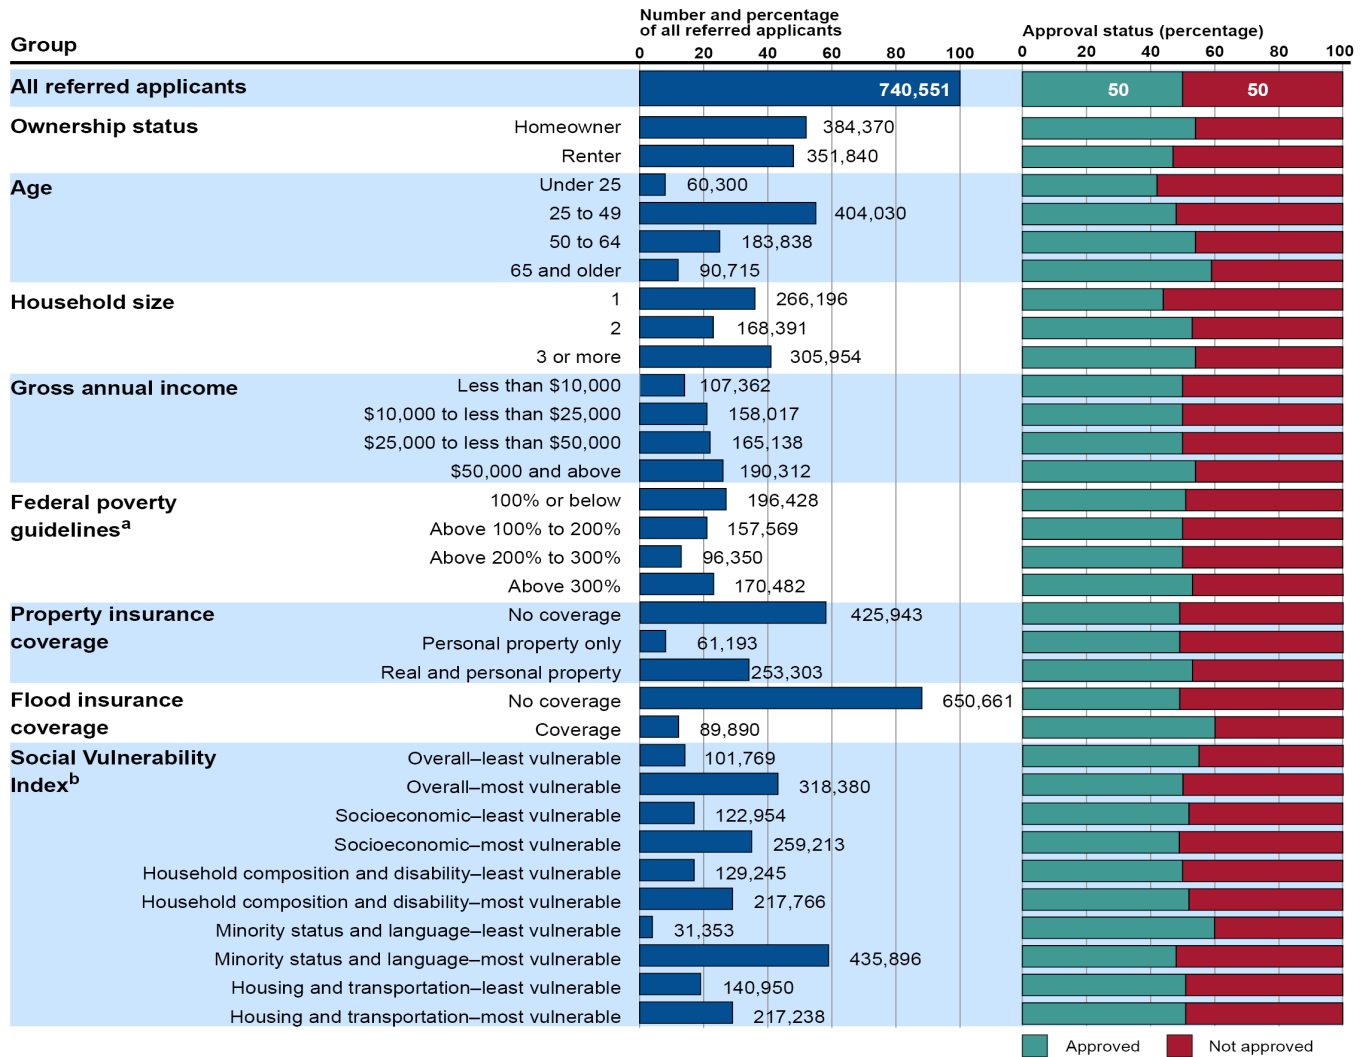 Number and percentage
of all referred applicants
Approval status (percentage)
Group
0 20 40 60 80 100
0 20 40 60 80 100
All referred applicants 740,551 50 50
Ownership status Homeowner 384,370
Renter 351,840
Age Under 25 60,300
25 to 49 404,030
50 to 64 183,838
65 and older 90,715
Household size 1 266,196
2 168,391
3 or more 305,954
Gross annual income Less than $10,000 107,362
$10,000 to less than $25,000 158,017
$25,000 to less than $50,000 165,138
$50,000 and above 190,312
Federal poverty 100% or below 196,428
guidelinesa Above 100% to 200% 157,569
Above 200% to 300% 96,350
Above 300% 170,482
Property insurance No coverage 425,943
coverage Personal property only 61,193
Real and personal property 253,303
Flood insurance No coverage 650,661
coverage Coverage 89,890
Social Vulnerability Overall–least vulnerable 101,769
Indexb Overall–most vulnerable 318,380
Socioeconomic–least vulnerable 122,954
Socioeconomic–most vulnerable 259,213
Household composition and disability–least vulnerable 129,245
Household composition and disability–most vulnerable 217,766
Minority status and language–least vulnerable 31,353
Minority status and language–most vulnerable 435,896
Housing and transportation–least vulnerable 140,950
Housing and transportation–most vulnerable 217,238
Approved Not approved